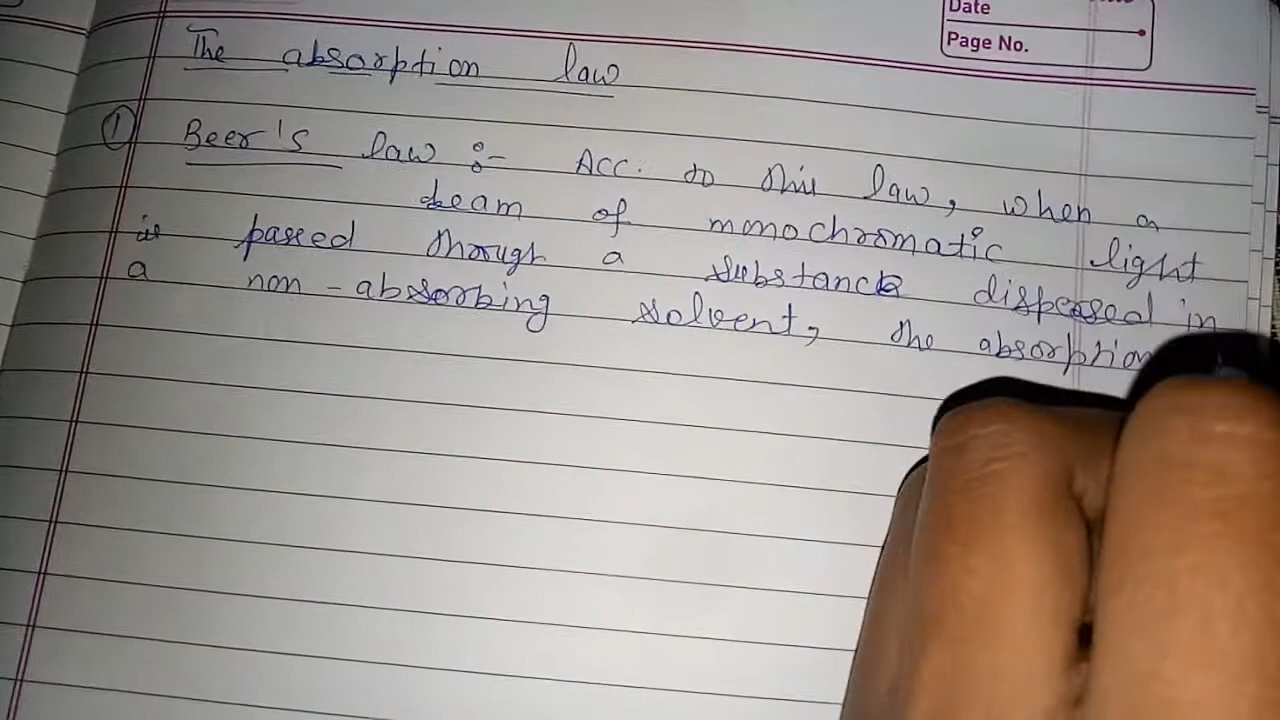 Date
Page No.
The absorption law
① Beer's law :- Acc. to this law, when a
beam of monochromatic light
is passed through a substance dispersed in
a non-absorbing solvent, the absorption